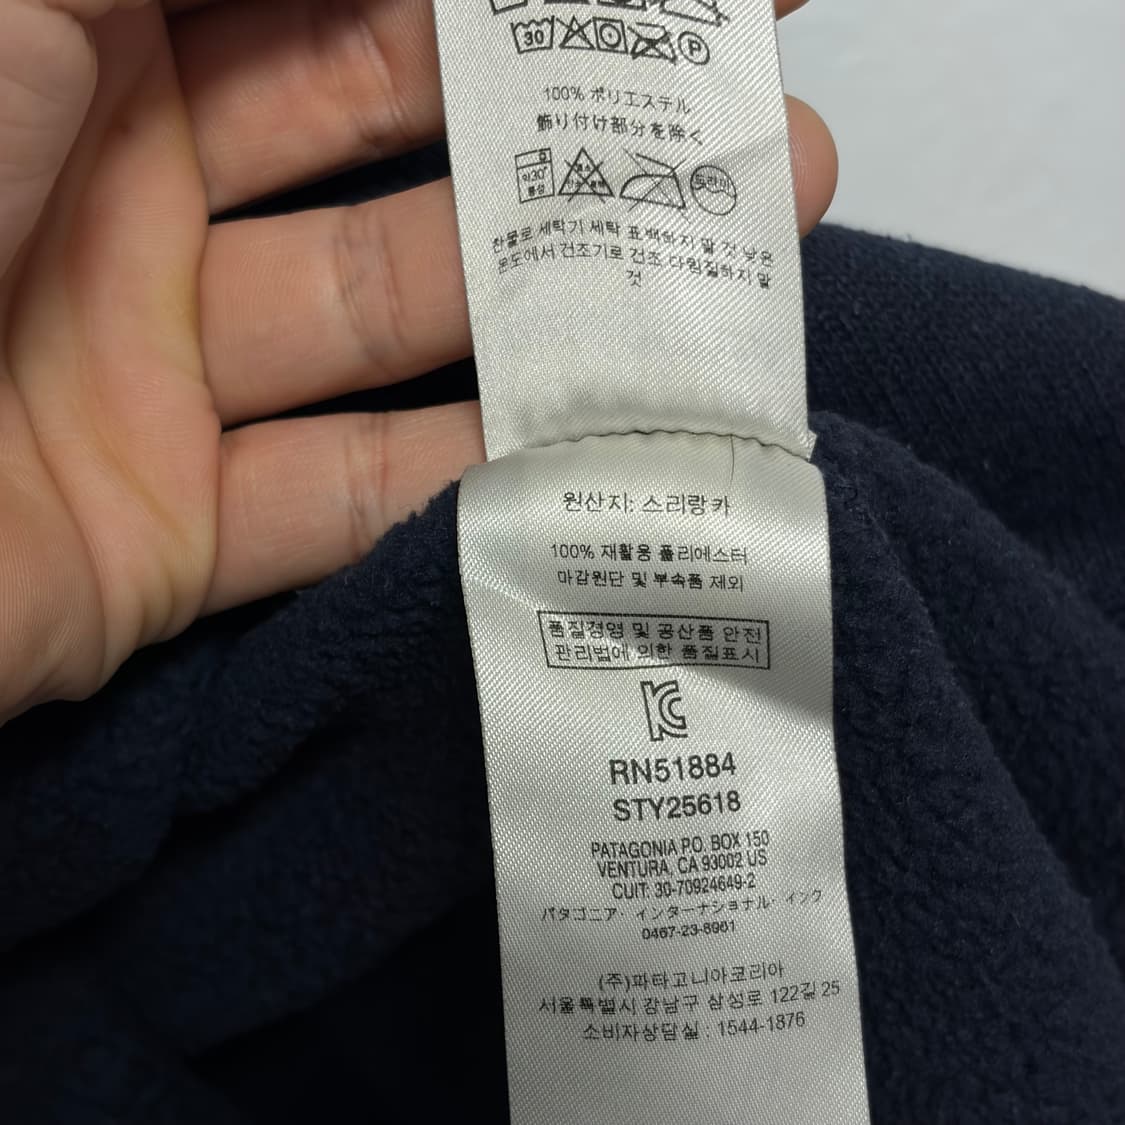 30 P
100% ポリエステル
飾り付け部分を除く
약30° 중성 드라이
찬물로 세탁기 세탁 표백하지 말 것 낮은
온도에서 건조기로 건조 다림질하지 말
것
원산지: 스리랑카
100% 재활용 폴리에스터
마감원단 및 부속품 제외
품질경영 및 공산품 안전
관리법에 의한 품질표시
RN51884
STY25618
PATAGONIA P.O. BOX 150
VENTURA, CA 93002 US
CUIT: 30-70924649-2
パタゴニア・インターナショナル・インク
0467-23-8961
(주)파타고니아코리아
서울특별시 강남구 삼성로 122길 25
소비자상담실 : 1544-1876